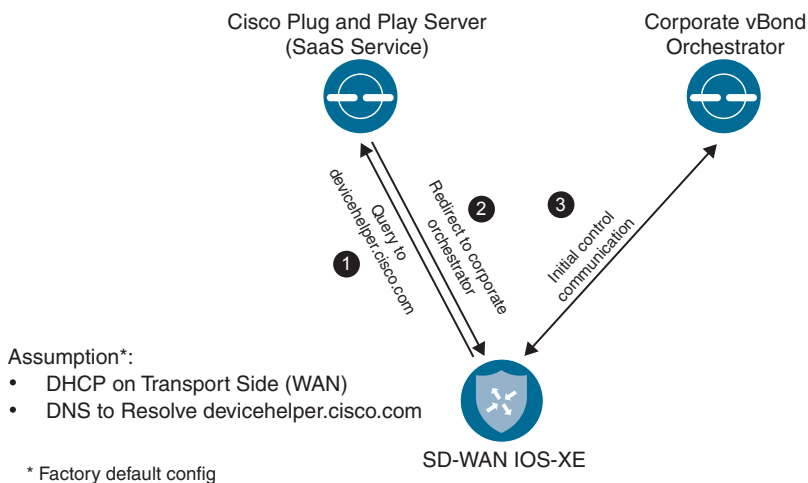 Cisco Plug and Play Server
(SaaS Service)
Corporate vBond
Orchestrator
1
Query to
devicehelper.cisco.com
2
Redirect to corporate
orchestrator
3
Initial control
communication
Assumption*:
• DHCP on Transport Side (WAN)
• DNS to Resolve devicehelper.cisco.com
SD-WAN IOS-XE
* Factory default config